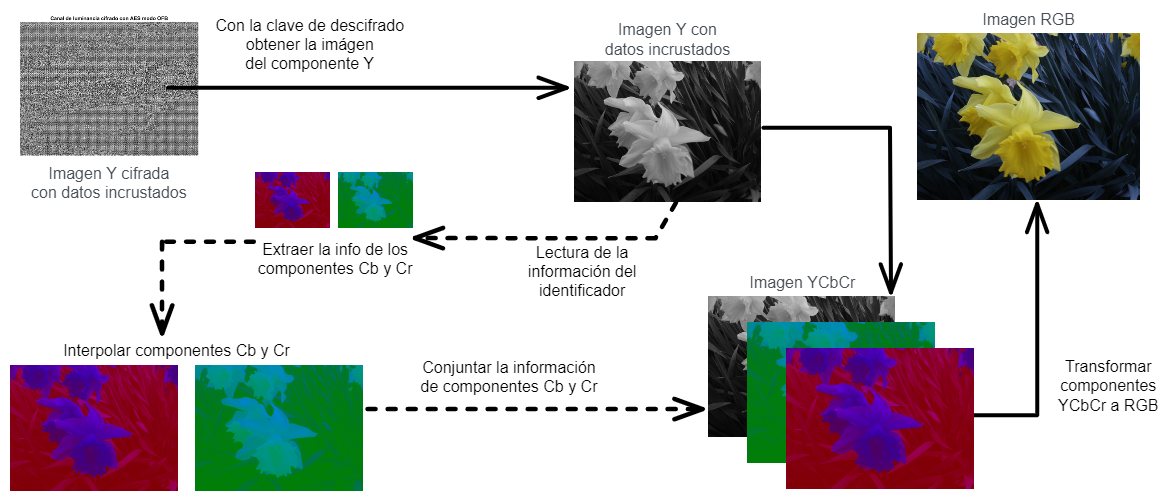 Canal de luminancia cifrado con AES modo OFB
Imagen Y cifrada
con datos incrustados
Con la clave de descifrado
obtener la imágen
del componente Y
Imagen Y con
datos incrustados
Imagen RGB
Extraer la info de los
componentes Cb y Cr
Lectura de la
información del
identificador
Imagen YCbCr
Interpolar componentes Cb y Cr
Conjuntar la información
de componentes Cb y Cr
Transformar
componentes
YCbCr a RGB